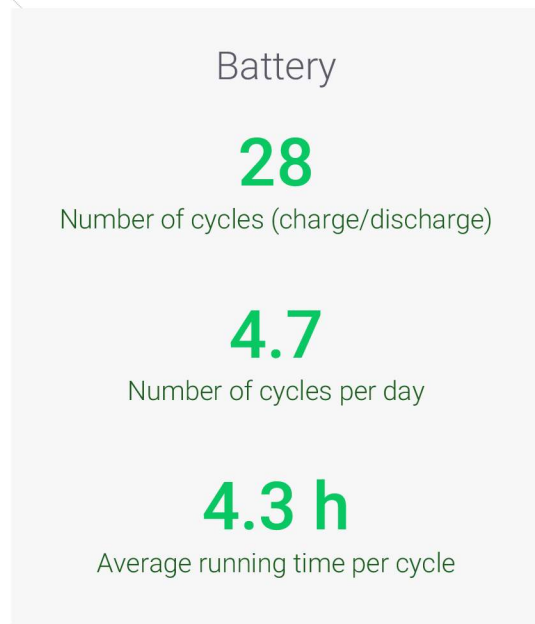 Battery
28
Number of cycles (charge/discharge)
4.7
Number of cycles per day
4.3 h
Average running time per cycle